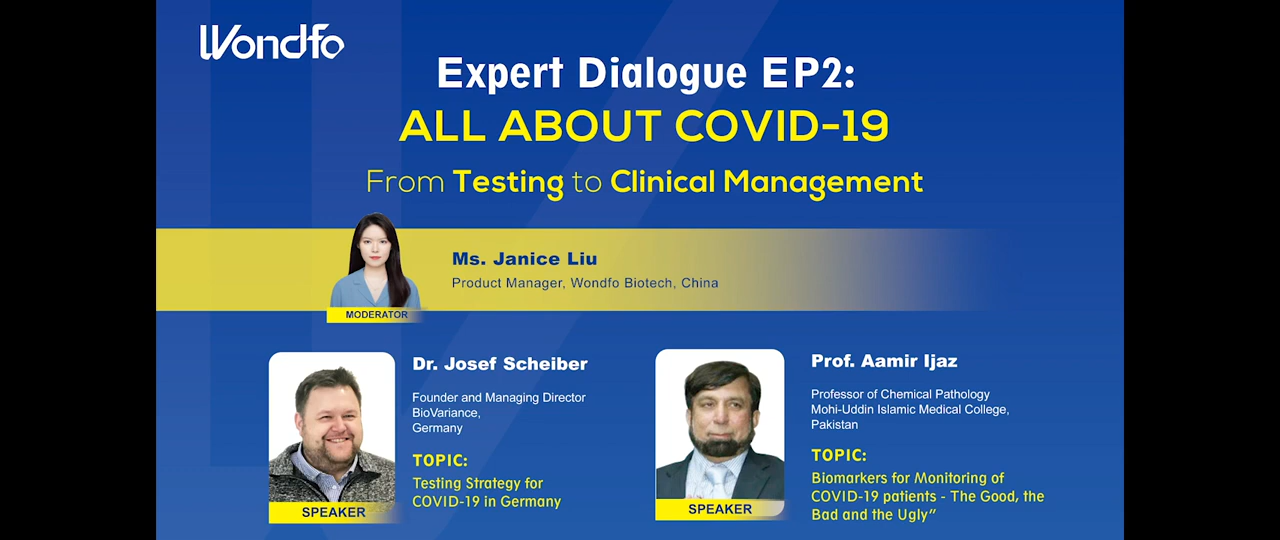 Wondfo
Expert Dialogue EP2:
ALL ABOUT COVID-19
From Testing to Clinical Management
Ms. Janice Liu
Product Manager, Wondfo Biotech, China
MODERATOR
Dr. Josef Scheiber
Founder and Managing Director
BioVariance,
Germany
TOPIC:
Testing Strategy for
COVID-19 in Germany
SPEAKER
Prof. Aamir Ijaz
Professor of Chemical Pathology
Mohi-Uddin Islamic Medical College,
Pakistan
TOPIC:
Biomarkers for Monitoring of
COVID-19 patients - The Good, the
Bad and the Ugly”
SPEAKER